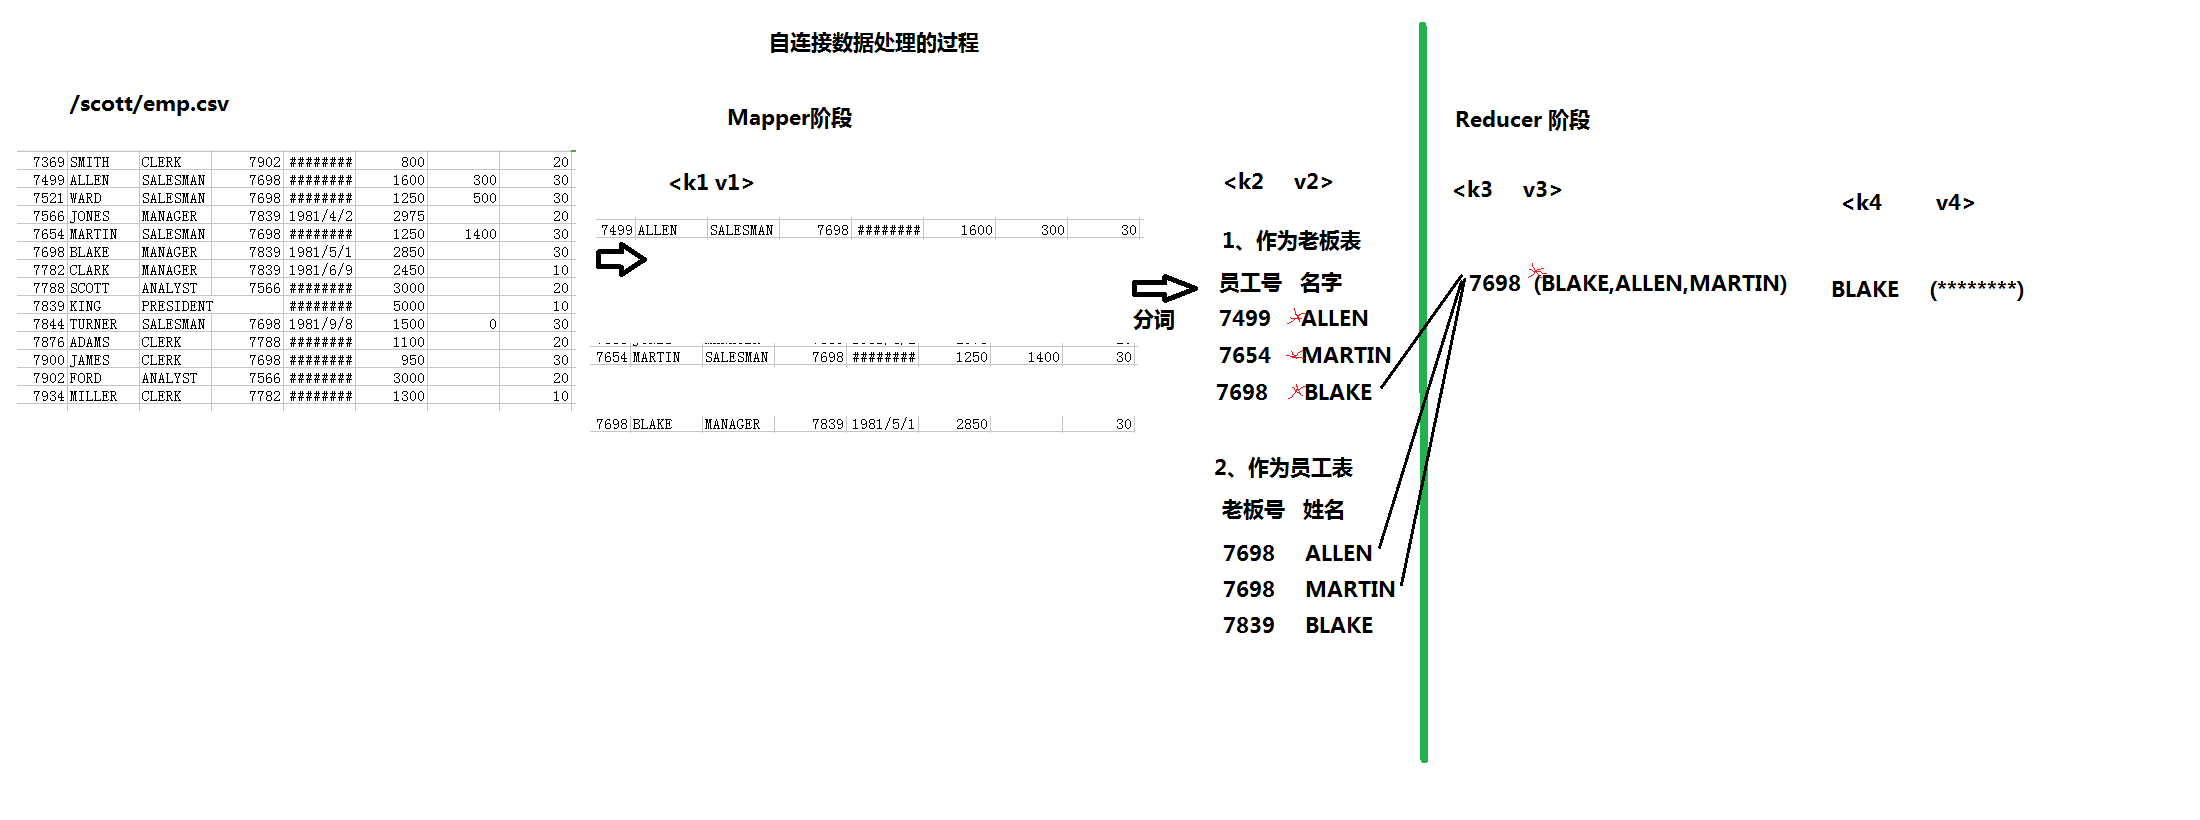 自连接数据处理的过程
/scott/emp.csv
7369 SMITH CLERK 7902 ######## 800 20
7499 ALLEN SALESMAN 7698 ######## 1600 300 30
7521 WARD SALESMAN 7698 ######## 1250 500 30
7566 JONES MANAGER 7839 1981/4/2 2975 20
7654 MARTIN SALESMAN 7698 ######## 1250 1400 30
7698 BLAKE MANAGER 7839 1981/5/1 2850 30
7782 CLARK MANAGER 7839 1981/6/9 2450 10
7788 SCOTT ANALYST 7566 ######## 3000 20
7839 KING PRESIDENT ######## 5000 10
7844 TURNER SALESMAN 7698 1981/9/8 1500 0 30
7876 ADAMS CLERK 7788 ######## 1100 20
7900 JAMES CLERK 7698 ######## 950 30
7902 FORD ANALYST 7566 ######## 3000 20
7934 MILLER CLERK 7782 ######## 1300 10
Mapper阶段
<k1 v1>
7499 ALLEN SALESMAN 7698 ######## 1600 300 30
7654 MARTIN SALESMAN 7698 ######## 1250 1400 30
7698 BLAKE MANAGER 7839 1981/5/1 2850 30
分词
<k2 v2>
1、作为老板表
员工号 名字
7499 *ALLEN
7654 *MARTIN
7698 *BLAKE
2、作为员工表
老板号 姓名
7698 ALLEN
7698 MARTIN
7839 BLAKE
Reducer 阶段
<k3 v3>
7698 *(BLAKE,ALLEN,MARTIN)
<k4 v4>
BLAKE (********)